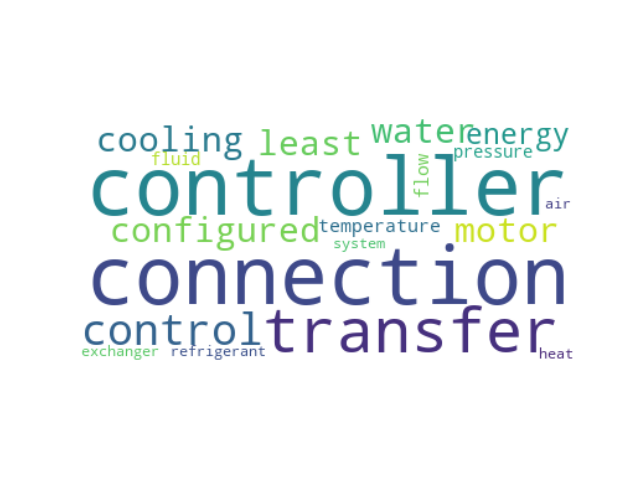 cooling least water energy
fluid flow pressure
controller air
configured temperature motor
system
connection
control transfer
exchanger refrigerant heat